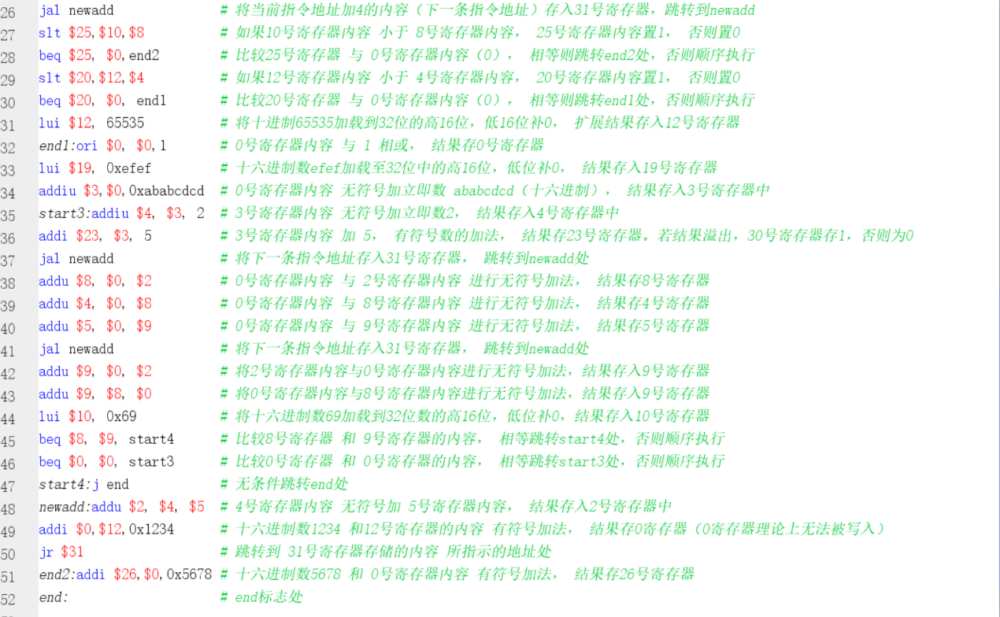 26 jal newadd # 将当前指令地址加4的内容（下一条指令地址）存入31号寄存器，跳转到newadd
27 slt $25,$10,$8 # 如果10号寄存器内容 小于 8号寄存器内容， 25号寄存器内容置1， 否则置0
28 beq $25, $0,end2 # 比较25号寄存器 与 0号寄存器内容（0）， 相等则跳转end2处，否则顺序执行
29 slt $20,$12,$4 # 如果12号寄存器内容 小于 4号寄存器内容， 20号寄存器内容置1， 否则置0
30 beq $20, $0, end1 # 比较20号寄存器 与 0号寄存器内容（0）， 相等则跳转end1处，否则顺序执行
31 lui $12, 65535 # 将十进制65535加载到32位的高16位，低16位补0， 扩展结果存入12号寄存器
32 end1:ori $0, $0,1 # 0号寄存器内容 与 1 相或， 结果存0号寄存器
33 lui $19, 0xefef # 十六进制数efef加载至32位中的高16位，低位补0， 结果存入19号寄存器
34 addiu $3,$0,0xababcdcd # 0号寄存器内容 无符号加立即数 ababcdcd（十六进制）， 结果存入3号寄存器中
35 start3:addiu $4, $3, 2 # 3号寄存器内容 无符号加立即数2， 结果存入4号寄存器中
36 addi $23, $3, 5 # 3号寄存器内容 加 5， 有符号数的加法， 结果存23号寄存器。若结果溢出，30号寄存器存1，否则为0
37 jal newadd # 将下一条指令地址存入31号寄存器， 跳转到newadd处
38 addu $8, $0, $2 # 0号寄存器内容 与 2号寄存器内容 进行无符号加法， 结果存8号寄存器
39 addu $4, $0, $8 # 0号寄存器内容 与 8号寄存器内容 进行无符号加法， 结果存4号寄存器
40 addu $5, $0, $9 # 0号寄存器内容 与 9号寄存器内容 进行无符号加法， 结果存5号寄存器
41 jal newadd # 将下一条指令地址存入31号寄存器， 跳转到newadd处
42 addu $9, $0, $2 # 将2号寄存器内容与0号寄存器内容进行无符号加法，结果存入9号寄存器
43 addu $9, $8, $0 # 将0号寄存器内容与8号寄存器内容进行无符号加法，结果存入9号寄存器
44 lui $10, 0x69 # 将十六进制数69加载到32位数的高16位，低位补0，结果存入10号寄存器
45 beq $8, $9, start4 # 比较8号寄存器 和 9号寄存器的内容， 相等跳转start4处，否则顺序执行
46 beq $0, $0, start3 # 比较0号寄存器 和 0号寄存器的内容， 相等跳转start3处，否则顺序执行
47 start4:j end # 无条件跳转end处
48 newadd:addu $2, $4, $5 # 4号寄存器内容 无符号加 5号寄存器内容， 结果存入2号寄存器中
49 addi $0,$12,0x1234 # 十六进制数1234 和12号寄存器的内容 有符号加法， 结果存0寄存器（0寄存器理论上无法被写入）
50 jr $31 # 跳转到 31号寄存器存储的内容 所指示的地址处
51 end2:addi $26,$0,0x5678 # 十六进制数5678 和 0号寄存器内容 有符号加法， 结果存26号寄存器
52 end: # end标志处